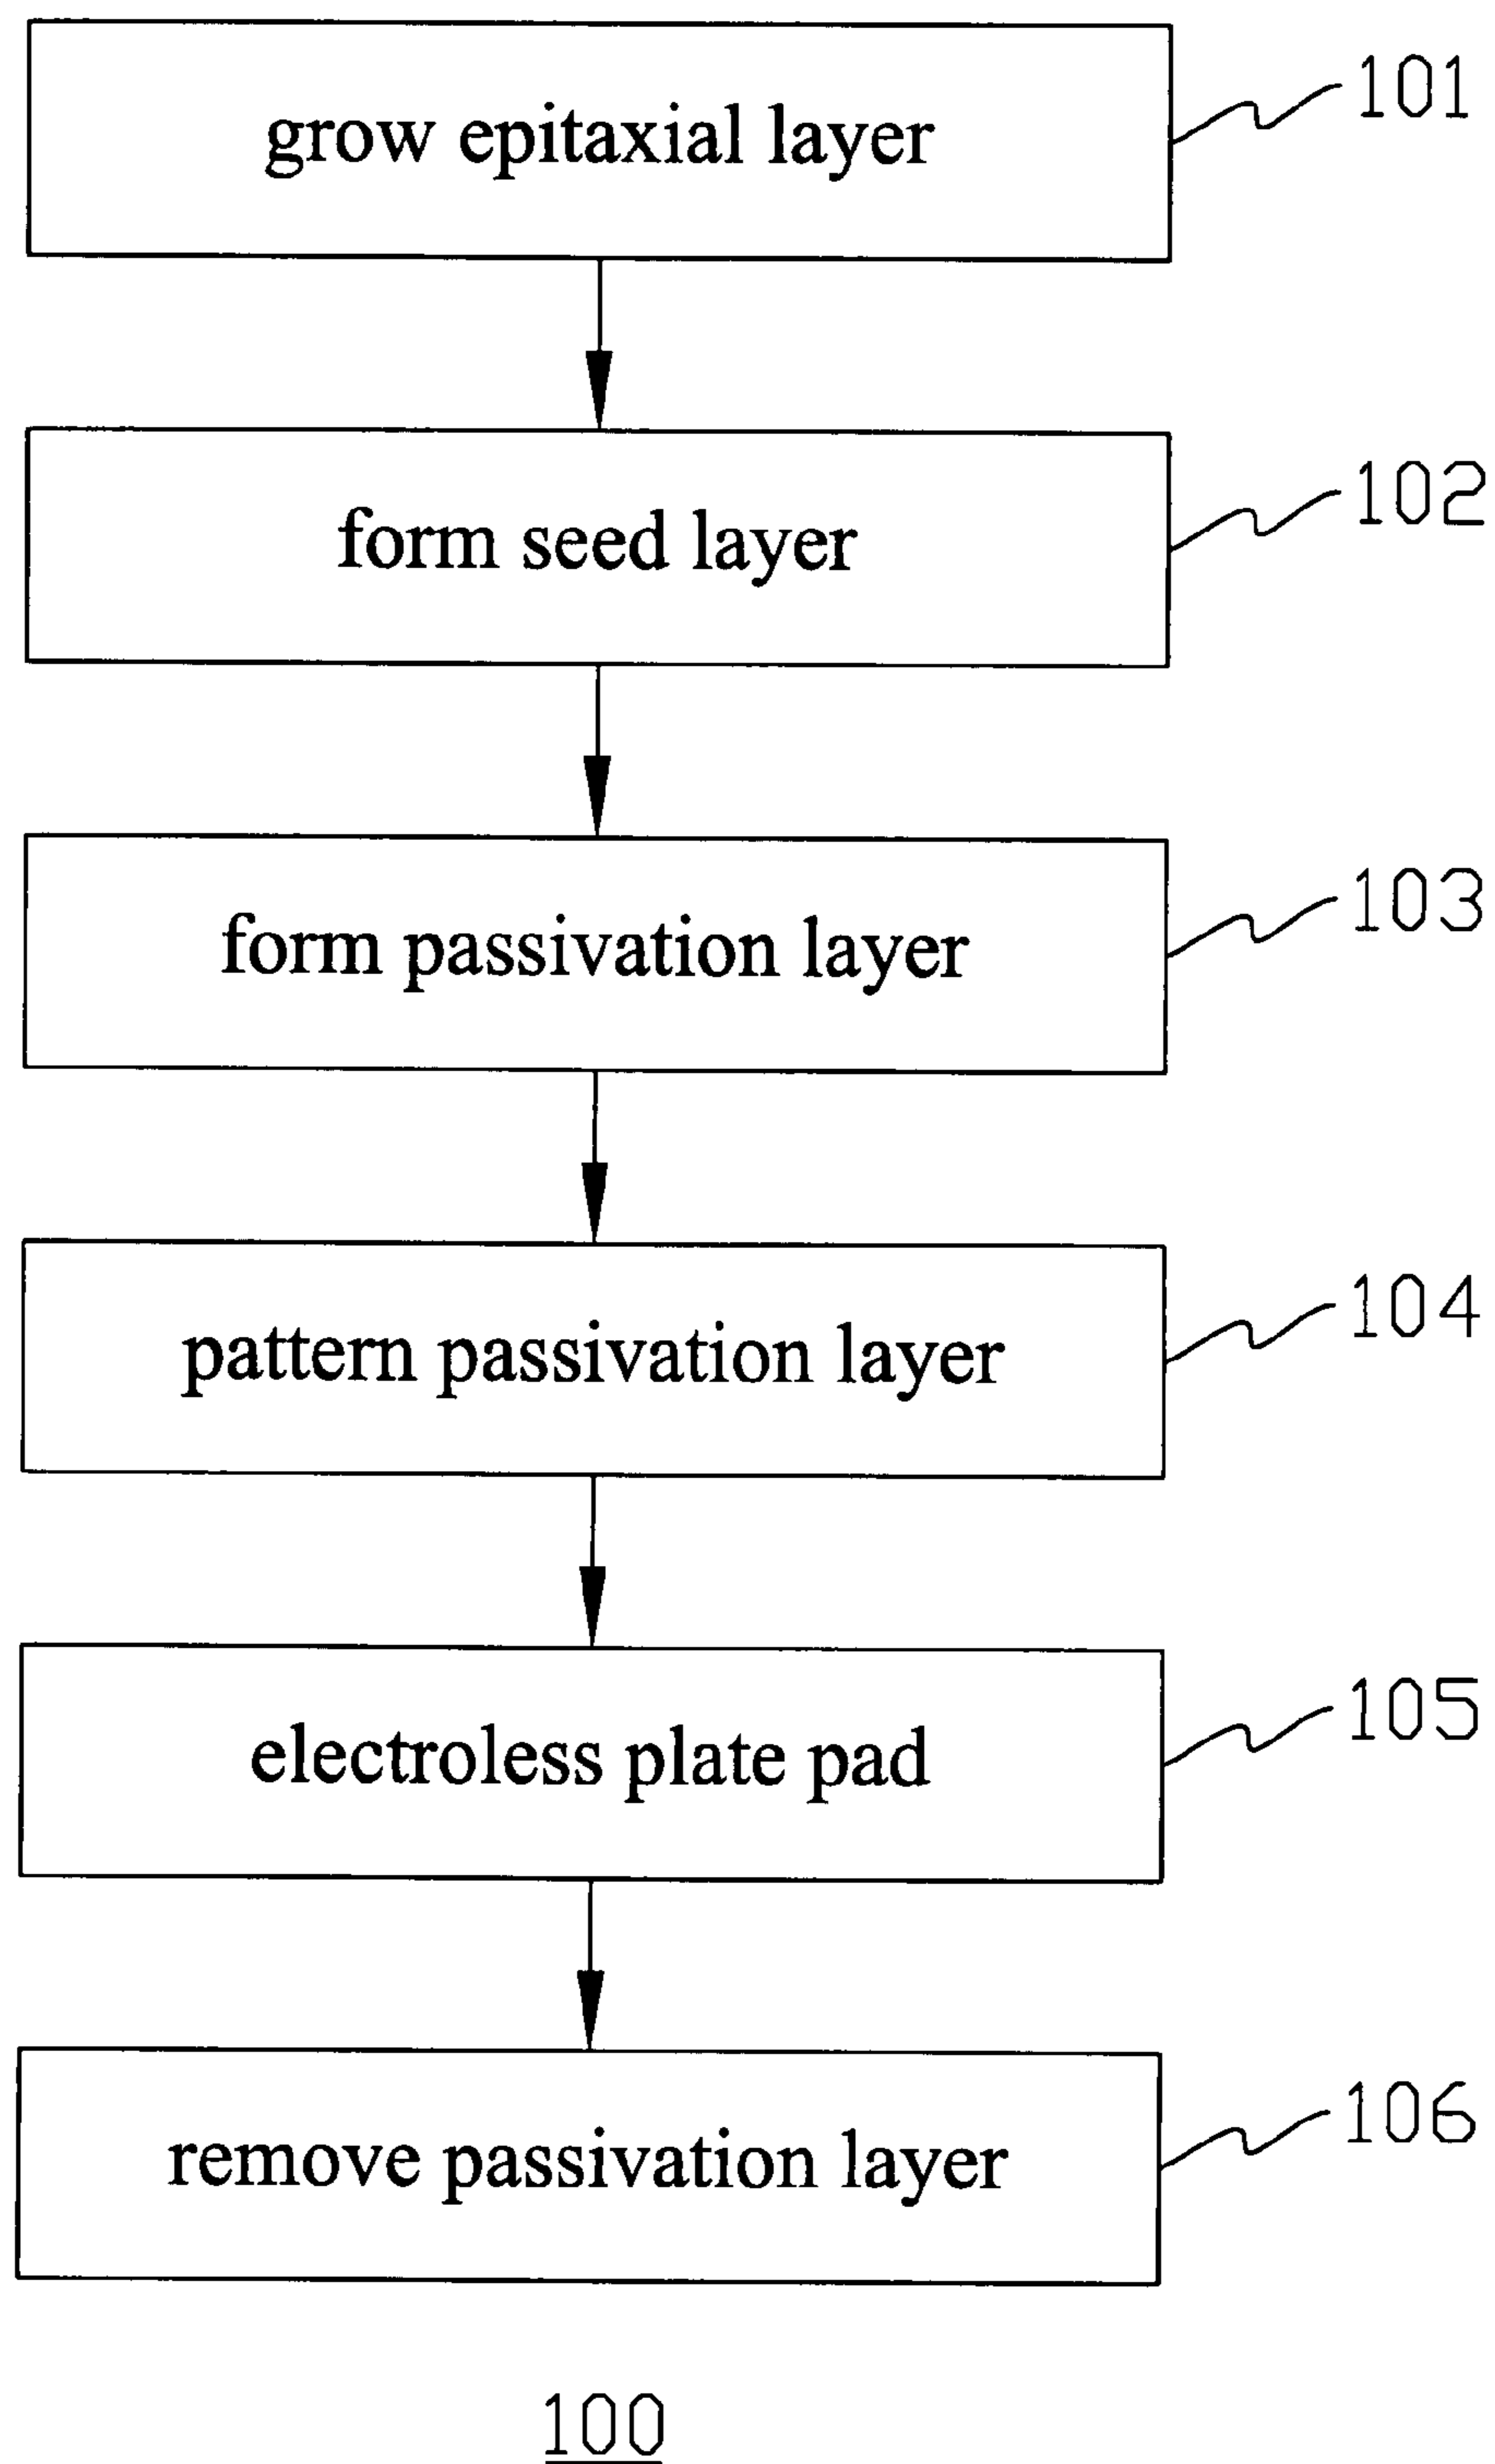 grow epitaxial layer
101
form seed layer
102
form passivation layer
103
pattern passivation layer
104
electroless plate pad
105
remove passivation layer
106
100